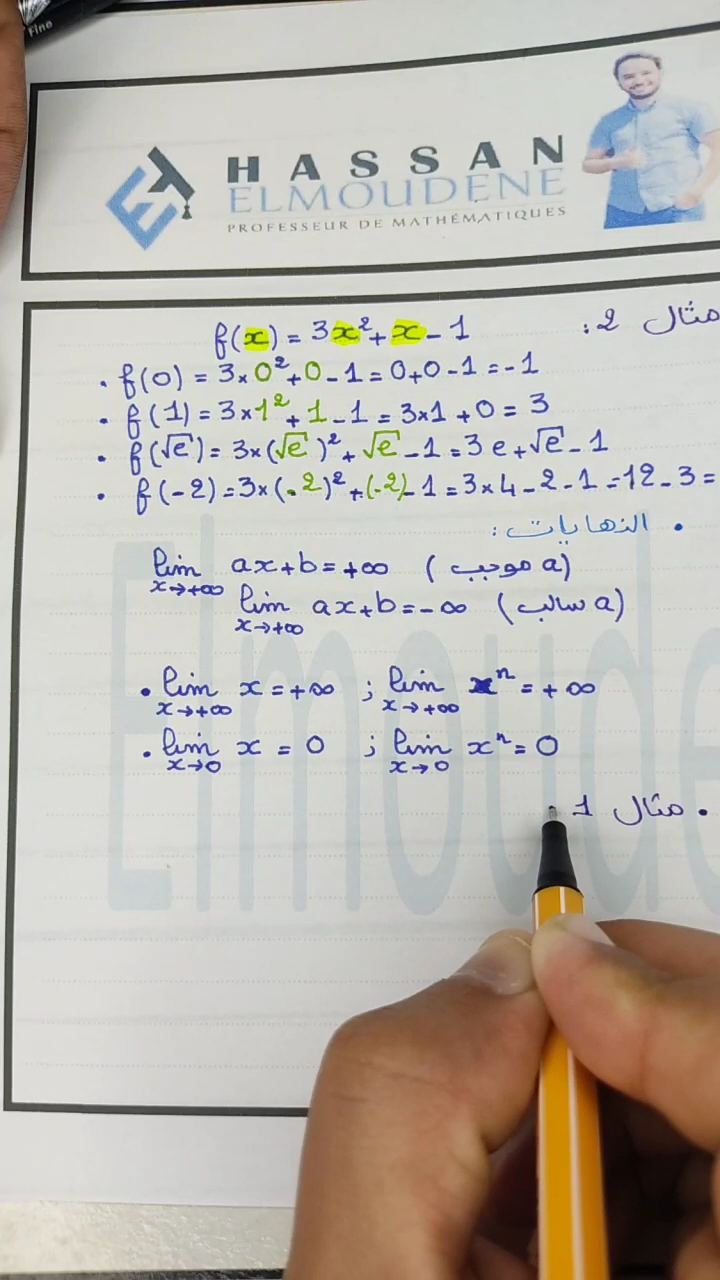 Fine
HASSAN
ELMOUDENE
PROFESSEUR DE MATHÉMATIQUES
مثال 2:
f(x) = 3x² + x - 1
• f(0) = 3×0² + 0 - 1 = 0 + 0 - 1 = -1
• f(1) = 3×1² + 1 - 1 = 3×1 + 0 = 3
• f(√e) = 3×(√e)² + √e - 1 = 3e + √e - 1
• f(-2) = 3×(-2)² + (-2) - 1 = 3×4 - 2 - 1 = 12 - 3 =
• النهايات:
lim x→+∞ ax+b = +∞ (a موجب)
lim x→+∞ ax+b = -∞ (a سالب)
• lim x→+∞ x = +∞ ; lim x→+∞ xⁿ = +∞
• lim x→0 x = 0 ; lim x→0 xⁿ = 0
• مثال 1
Elmoude